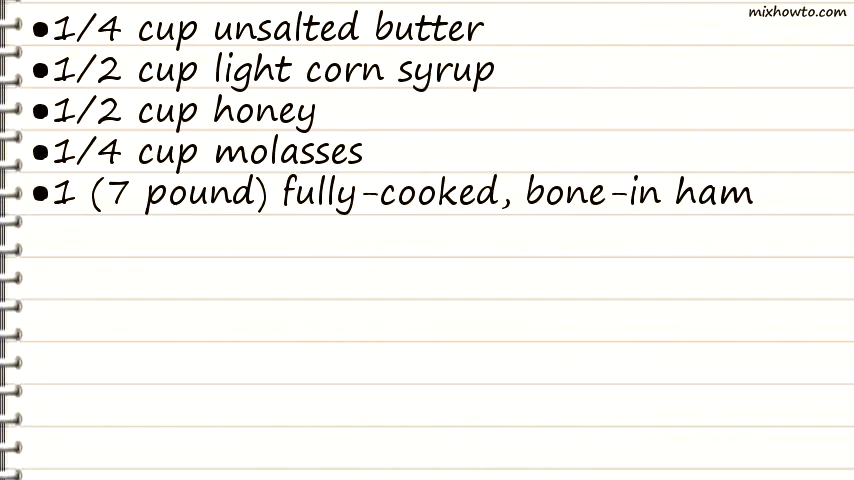 mixhowto.com
•1/4 cup unsalted butter
•1/2 cup light corn syrup
•1/2 cup honey
•1/4 cup molasses
•1 (7 pound) fully-cooked, bone-in ham